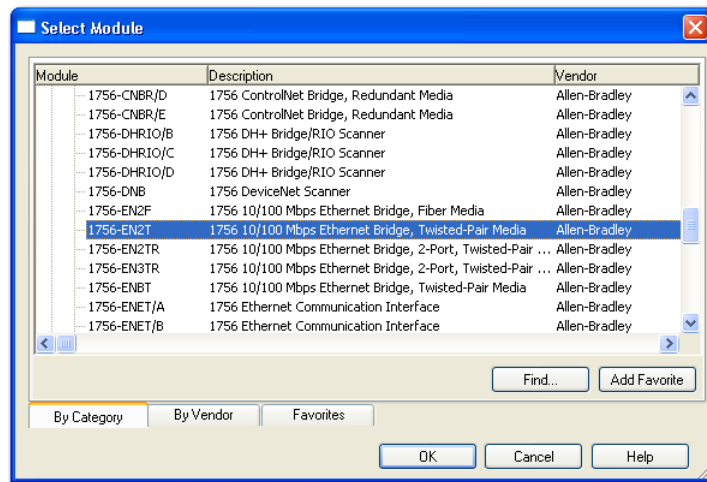 Select Module
Module Description Vendor
1756-CNBR/D 1756 ControlNet Bridge, Redundant Media Allen-Bradley
1756-CNBR/E 1756 ControlNet Bridge, Redundant Media Allen-Bradley
1756-DHRIO/B 1756 DH+ Bridge/RIO Scanner Allen-Bradley
1756-DHRIO/C 1756 DH+ Bridge/RIO Scanner Allen-Bradley
1756-DHRIO/D 1756 DH+ Bridge/RIO Scanner Allen-Bradley
1756-DNB 1756 DeviceNet Scanner Allen-Bradley
1756-EN2F 1756 10/100 Mbps Ethernet Bridge, Fiber Media Allen-Bradley
1756-EN2T 1756 10/100 Mbps Ethernet Bridge, Twisted-Pair Media Allen-Bradley
1756-EN2TR 1756 10/100 Mbps Ethernet Bridge, 2-Port, Twisted-Pair ... Allen-Bradley
1756-EN3TR 1756 10/100 Mbps Ethernet Bridge, 2-Port, Twisted-Pair ... Allen-Bradley
1756-ENBT 1756 10/100 Mbps Ethernet Bridge, Twisted-Pair Media Allen-Bradley
1756-ENET/A 1756 Ethernet Communication Interface Allen-Bradley
1756-ENET/B 1756 Ethernet Communication Interface Allen-Bradley
Find... Add Favorite
By Category By Vendor Favorites
OK Cancel Help